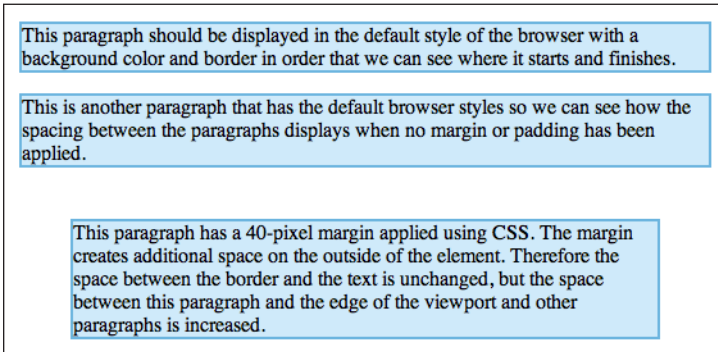 This paragraph should be displayed in the default style of the browser with a
background color and border in order that we can see where it starts and finishes.
This is another paragraph that has the default browser styles so we can see how the
spacing between the paragraphs displays when no margin or padding has been
applied.
This paragraph has a 40-pixel margin applied using CSS. The margin
creates additional space on the outside of the element. Therefore the
space between the border and the text is unchanged, but the space
between this paragraph and the edge of the viewport and other
paragraphs is increased.